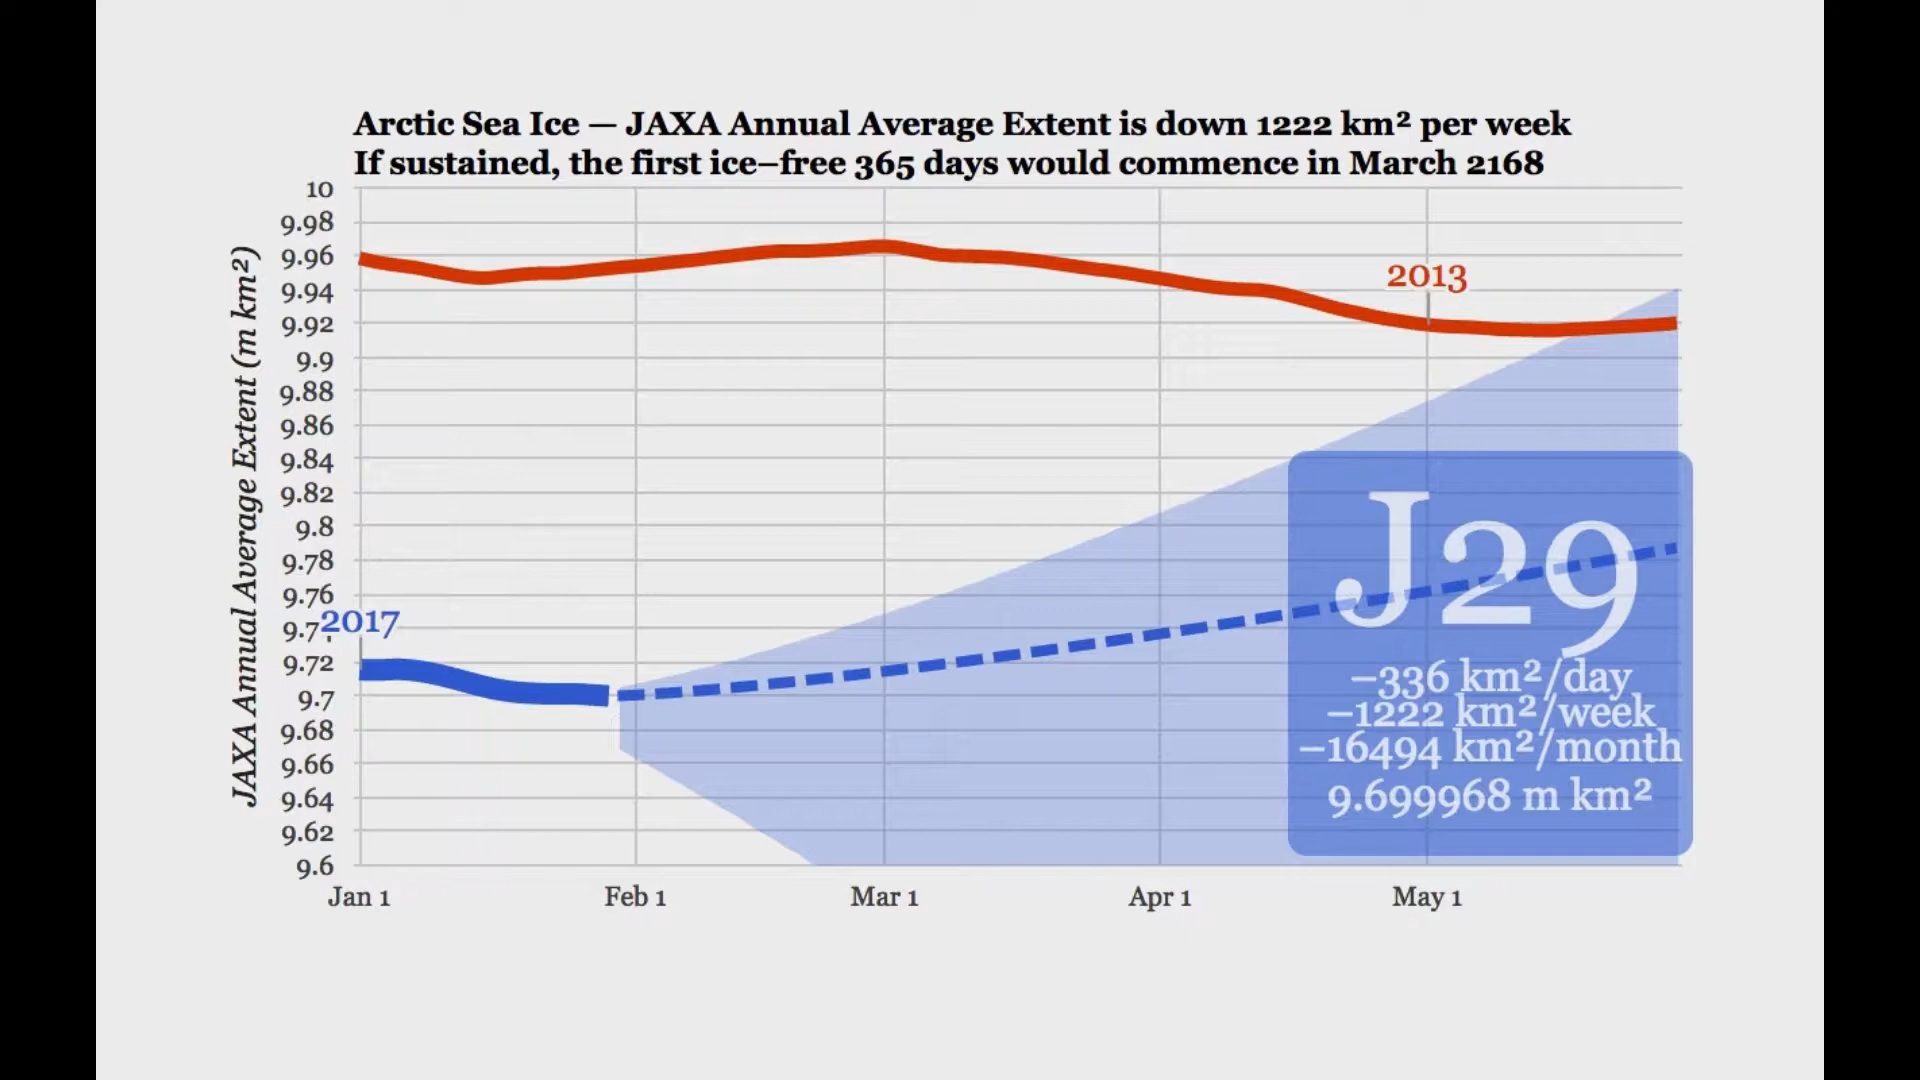 Arctic Sea Ice — JAXA Annual Average Extent is down 1222 km² per week
If sustained, the first ice–free 365 days would commence in March 2168
JAXA Annual Average Extent (m km²)
10
9.98
9.96
9.94
9.92
9.9
9.88
9.86
9.84
9.82
9.8
9.78
9.76
9.7
9.72
9.7
9.68
9.66
9.64
9.62
9.6
2013
2017
J29
–336 km²/day
–1222 km²/week
–16494 km²/month
9.699968 m km²
Jan 1
Feb 1
Mar 1
Apr 1
May 1